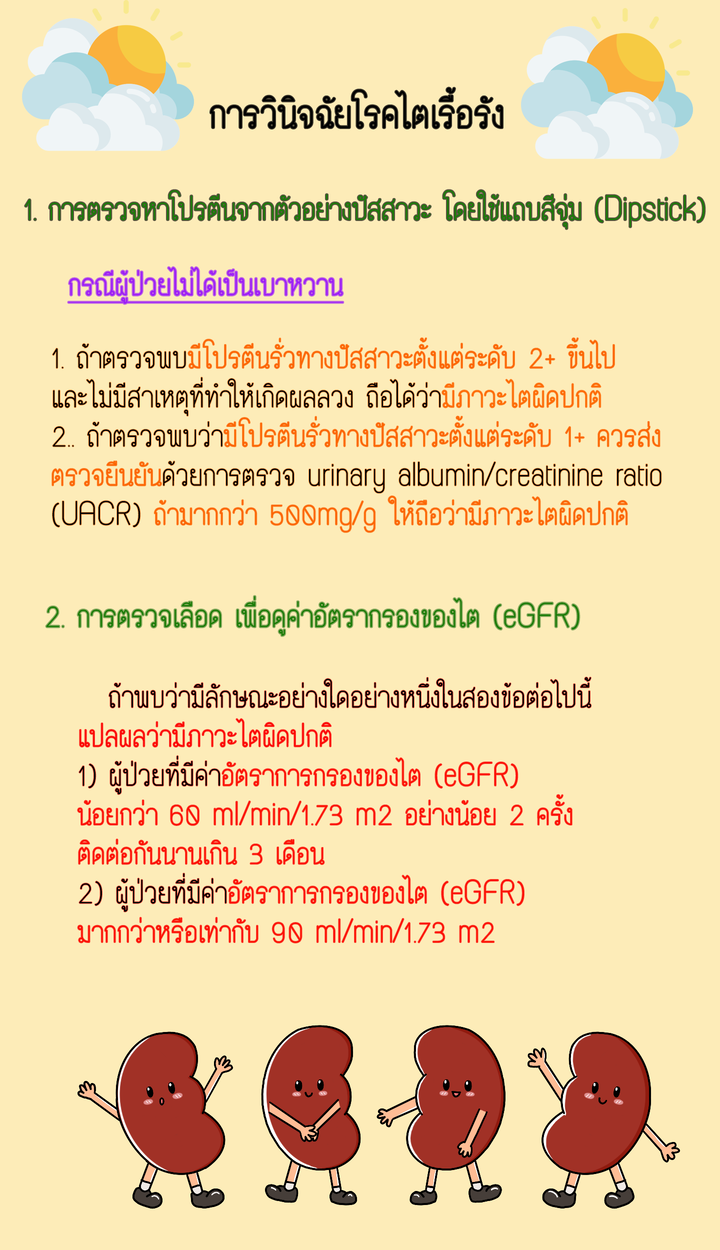 การวินิจฉัยโรคไตเรื้อรัง
1. การตรวจหาโปรตีนจากตัวอย่างปัสสาวะ โดยใช้แถบสีจุ่ม (Dipstick)
กรณีผู้ป่วยไม่ได้เป็นเบาหวาน
1. ถ้าตรวจพบมีโปรตีนรั่วทางปัสสาวะตั้งแต่ระดับ 2+ ขึ้นไป
และไม่มีสาเหตุที่ทำให้เกิดผลลวง ถือได้ว่ามีภาวะไตผิดปกติ
2.. ถ้าตรวจพบว่ามีโปรตีนรั่วทางปัสสาวะตั้งแต่ระดับ 1+ ควรส่ง
ตรวจยืนยันด้วยการตรวจ urinary albumin/creatinine ratio
(UACR) ถ้ามากกว่า 500mg/g ให้ถือว่ามีภาวะไตผิดปกติ
2. การตรวจเลือด เพื่อดูค่าอัตรากรองของไต (eGFR)
ถ้าพบว่ามีลักษณะอย่างใดอย่างหนึ่งในสองข้อต่อไปนี้
แปลผลว่ามีภาวะไตผิดปกติ
1) ผู้ป่วยที่มีค่าอัตราการกรองของไต (eGFR)
น้อยกว่า 60 ml/min/1.73 m2 อย่างน้อย 2 ครั้ง
ติดต่อกันนานเกิน 3 เดือน
2) ผู้ป่วยที่มีค่าอัตราการกรองของไต (eGFR)
มากกว่าหรือเท่ากับ 90 ml/min/1.73 m2